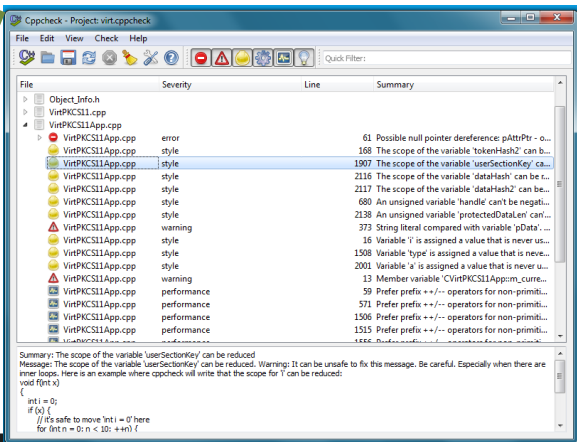 Cppcheck - Project: virt.cppcheck
File Edit View Check Help
Quick Filter:
File Severity Line Summary
Object_Info.h
VirtPKCS11.cpp
VirtPKCS11App.cpp
VirtPKCS11App.cpp error 61 Possible null pointer dereference: pAttrPtr - o...
VirtPKCS11App.cpp style 168 The scope of the variable 'tokenHash2' can b...
VirtPKCS11App.cpp style 1907 The scope of the variable 'userSectionKey' ca...
VirtPKCS11App.cpp style 2116 The scope of the variable 'dataHash' can be r...
VirtPKCS11App.cpp style 2117 The scope of the variable 'dataHash2' can be...
VirtPKCS11App.cpp style 680 An unsigned variable 'handle' can't be negati...
VirtPKCS11App.cpp style 2138 An unsigned variable 'protectedDataLen' can'...
VirtPKCS11App.cpp warning 373 String literal compared with variable 'pData'. ...
VirtPKCS11App.cpp style 16 Variable 'i' is assigned a value that is never us...
VirtPKCS11App.cpp style 1508 Variable 'type' is assigned a value that is neve...
VirtPKCS11App.cpp style 2001 Variable 'a' is assigned a value that is never u...
VirtPKCS11App.cpp warning 13 Member variable 'CVirtPKCS11App::m_curre...
VirtPKCS11App.cpp performance 59 Prefer prefix ++/-- operators for non-primiti...
VirtPKCS11App.cpp performance 571 Prefer prefix ++/-- operators for non-primiti...
VirtPKCS11App.cpp performance 1506 Prefer prefix ++/-- operators for non-primiti...
VirtPKCS11App.cpp performance 1515 Prefer prefix ++/-- operators for non-primiti...
VirtPKCS11App.cpp performance 1556 Prefer prefix ++/-- operators for non-primiti...
Summary: The scope of the variable 'userSectionKey' can be reduced
Message: The scope of the variable 'userSectionKey' can be reduced. Warning: It can be unsafe to fix this message. Be careful. Especially when there are
inner loops. Here is an example where cppcheck will write that the scope for 'i' can be reduced:
void f(int x)
{
int i = 0;
if (x) {
// it's safe to move 'int i = 0' here
for (int n = 0; n < 10; ++n) {